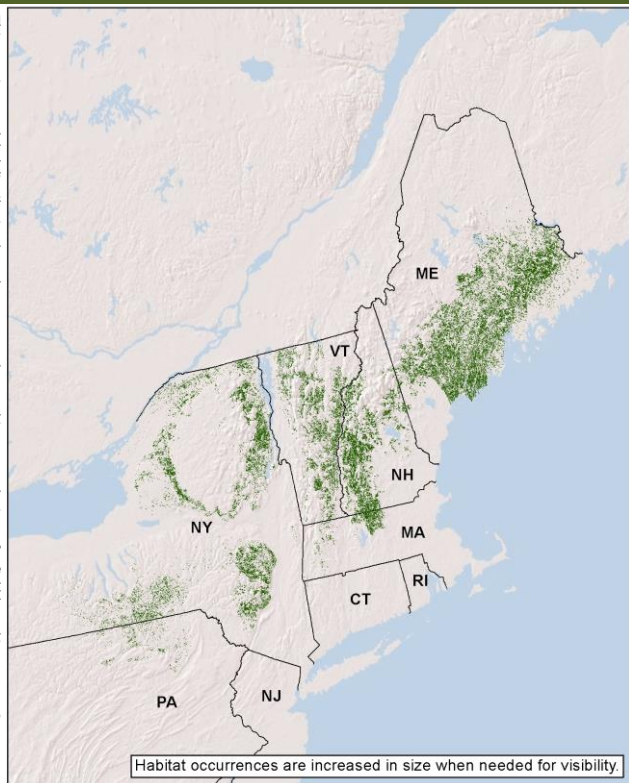 ME
VT
NH
NY
MA
RI
CT
PA
NJ
Habitat occurrences are increased in size when needed for visibility.